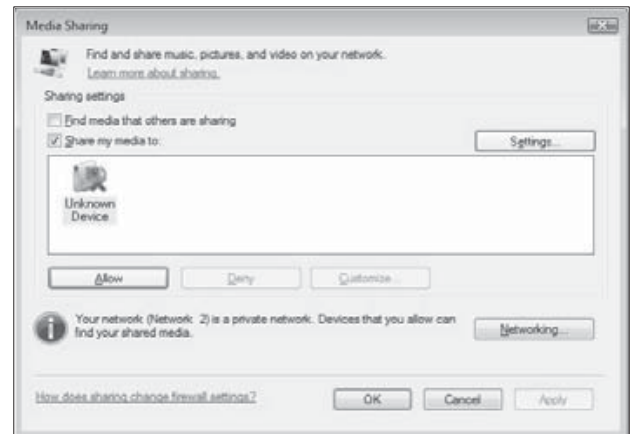 Media Sharing
Find and share music, pictures, and video on your network.
Learn more about sharing.
Sharing settings
Find media that others are sharing
Share my media to:
Settings...
Unknown
Device
Allow
Deny
Customize...
Your network (Network 2) is a private network. Devices that you allow can
find your shared media.
Networking...
How does sharing change firewall settings?
OK
Cancel
Apply